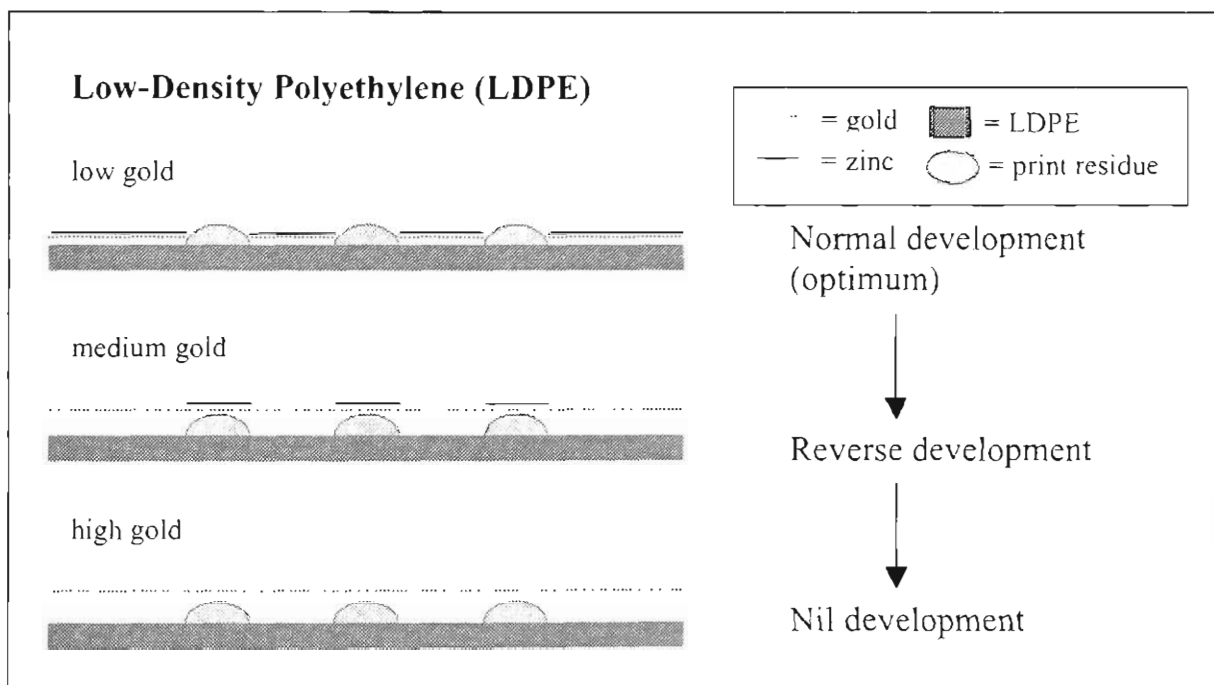 Low-Density Polyethylene (LDPE)
= gold = LDPE
= zinc = print residue
low gold
Normal development
(optimum)
medium gold
Reverse development
high gold
Nil development